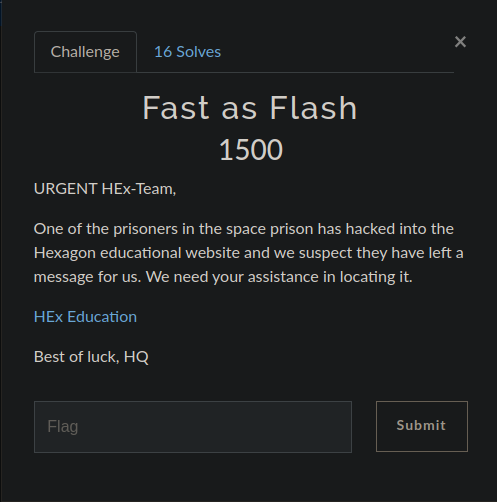 Challenge
16 Solves
×
Fast as Flash
1500
URGENT HEx-Team,
One of the prisoners in the space prison has hacked into the
Hexagon educational website and we suspect they have left a
message for us. We need your assistance in locating it.
HEx Education
Best of luck, HQ
Flag
Submit